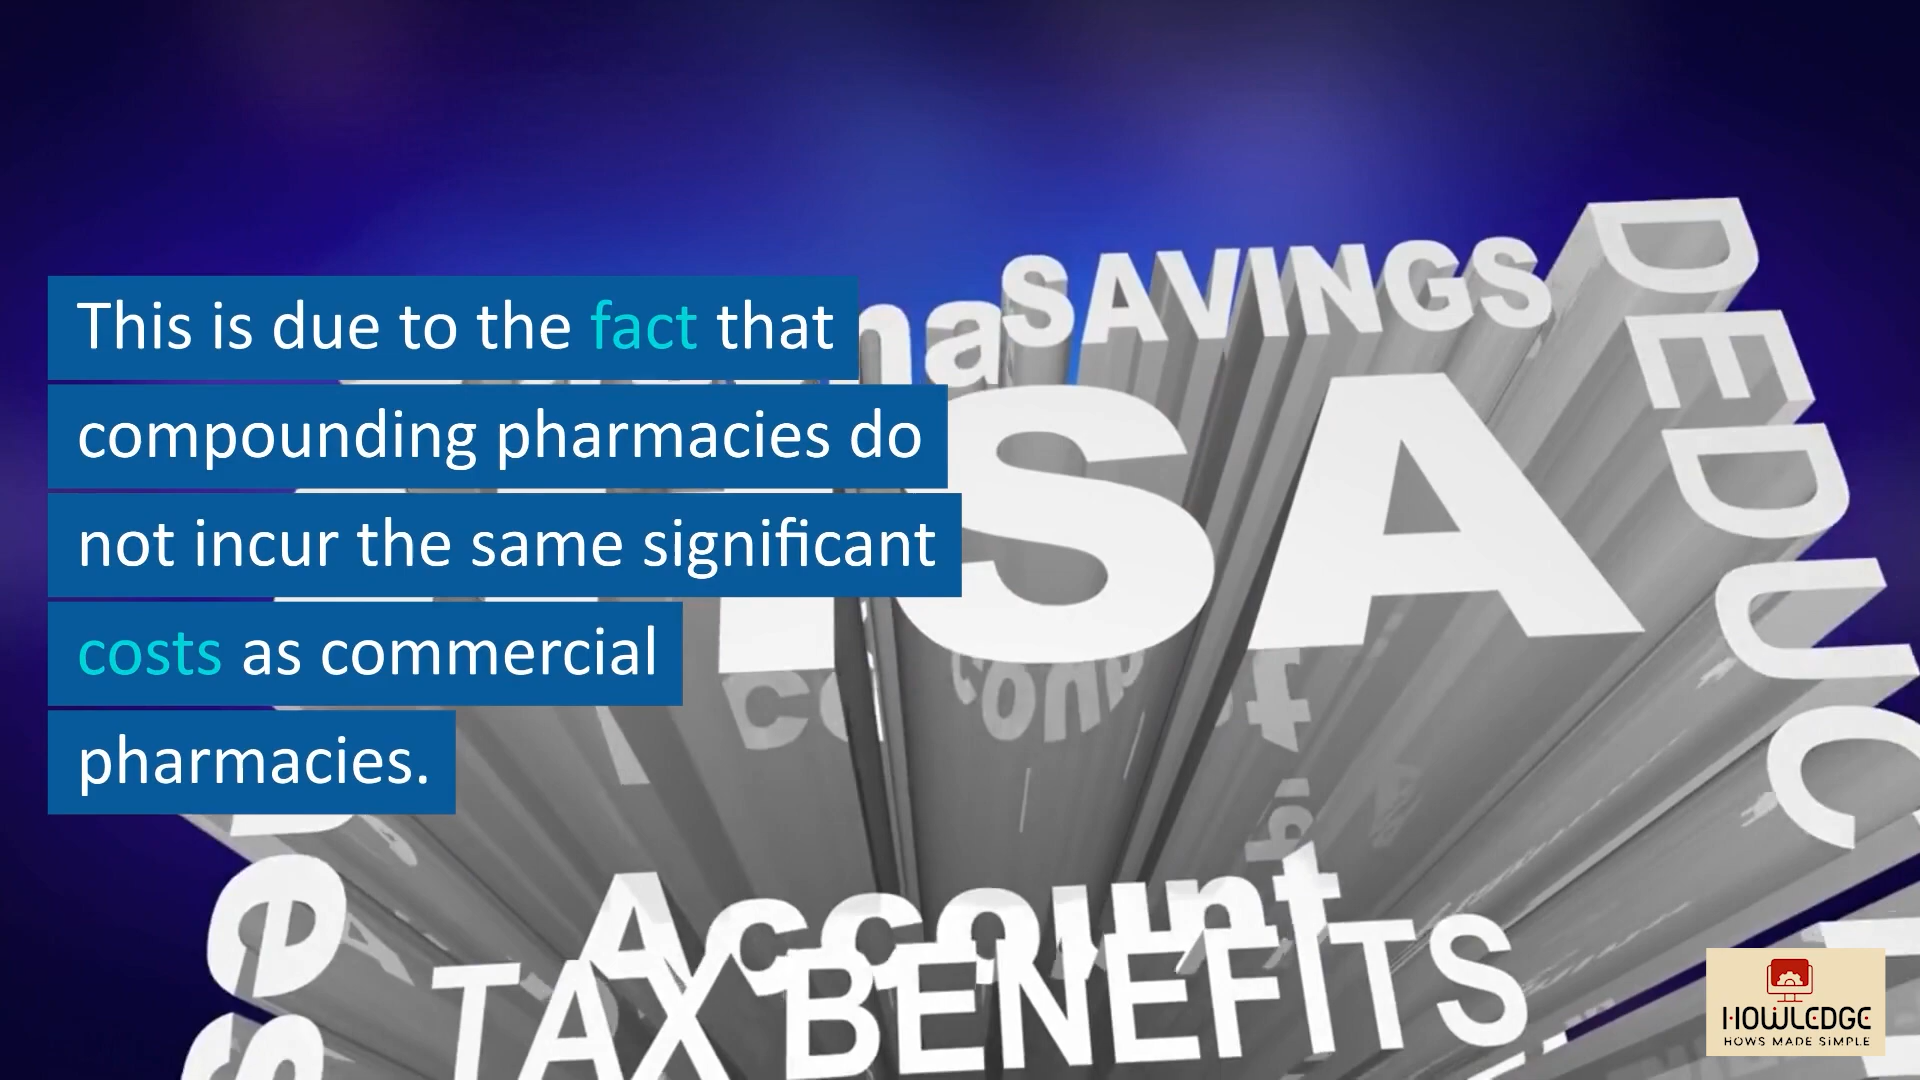 This is due to the fact that
compounding pharmacies do
not incur the same significant
costs as commercial
pharmacies.
SAVINGS
SA
DEDUC
Account
TAX BENEFITS
HOWLEDGE
HOWS MADE SiMPLE